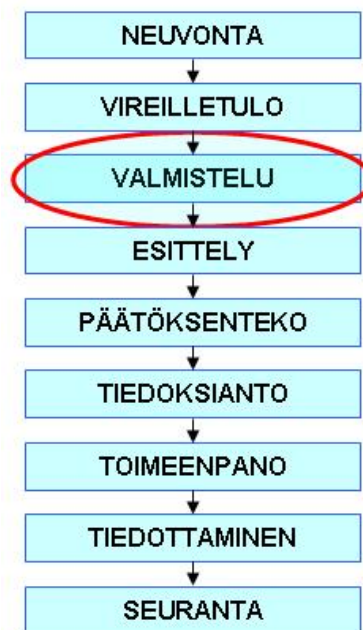 NEUVONTA
VIREILLETULO
VALMISTELU
ESITTELY
PÄÄTÖKSENTEKO
TIEDOKSIANTO
TOIMEENPANO
TIEDOTTAMINEN
SEURANTA